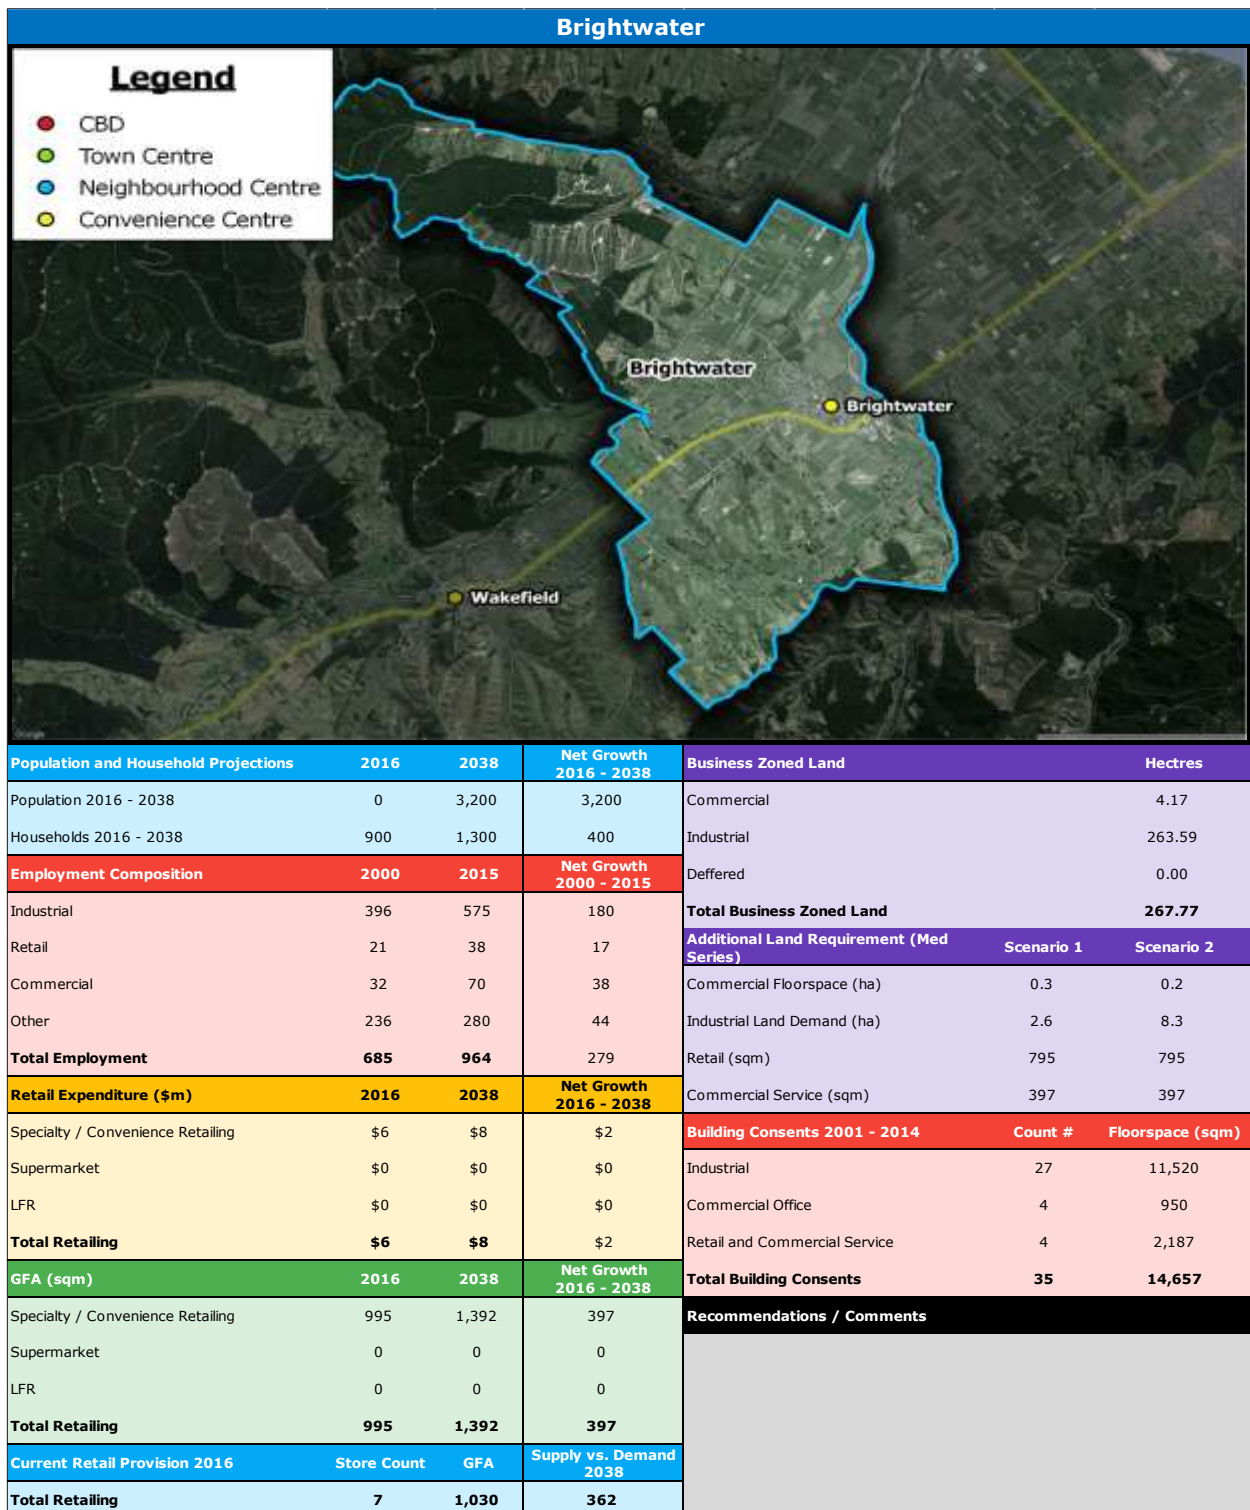 Brightwater
Legend
CBD
Town Centre
Neighbourhood Centre
Convenience Centre
Brightwater
Brightwater
Wakefield
Population and Household Projections 2016 2038 Net Growth 2016 - 2038
Population 2016 - 2038 0 3,200 3,200
Households 2016 - 2038 900 1,300 400
Employment Composition 2000 2015 Net Growth 2000 - 2015
Industrial 396 575 180
Retail 21 38 17
Commercial 32 70 38
Other 236 280 44
Total Employment 685 964 279
Retail Expenditure ($m) 2016 2038 Net Growth 2016 - 2038
Specialty / Convenience Retailing $6 $8 $2
Supermarket $0 $0 $0
LFR $0 $0 $0
Total Retailing $6 $8 $2
GFA (sqm) 2016 2038 Net Growth 2016 - 2038
Specialty / Convenience Retailing 995 1,392 397
Supermarket 0 0 0
LFR 0 0 0
Total Retailing 995 1,392 397
Current Retail Provision 2016 Store Count GFA Supply vs. Demand 2038
Total Retailing 7 1,030 362
Business Zoned Land Hectres
Commercial 4.17
Industrial 263.59
Deffered 0.00
Total Business Zoned Land 267.77
Additional Land Requirement (Med Series) Scenario 1 Scenario 2
Commercial Floorspace (ha) 0.3 0.2
Industrial Land Demand (ha) 2.6 8.3
Retail (sqm) 795 795
Commercial Service (sqm) 397 397
Building Consents 2001 - 2014 Count # Floorspace (sqm)
Industrial 27 11,520
Commercial Office 4 950
Retail and Commercial Service 4 2,187
Total Building Consents 35 14,657
Recommendations / Comments